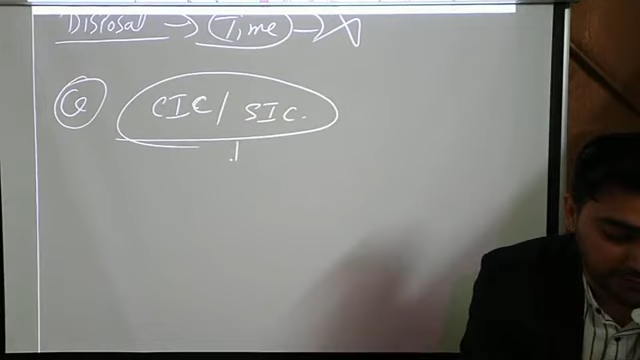 Disposal → Time →
Q CIC / SIC.